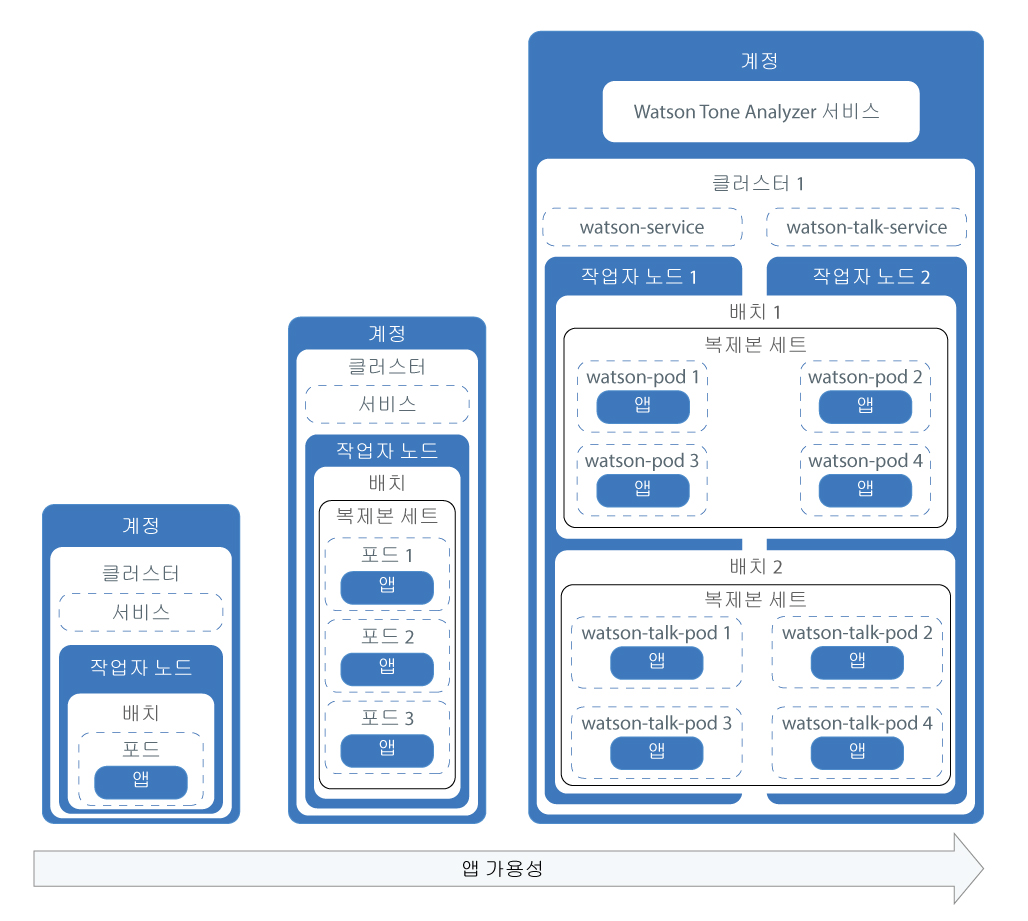 계정
클러스터
서비스
작업자 노드
배치
포드
앱
계정
클러스터
서비스
작업자 노드
배치
복제본 세트
포드 1
앱
포드 2
앱
포드 3
앱
계정
Watson Tone Analyzer 서비스
클러스터 1
watson-service
watson-talk-service
작업자 노드 1
작업자 노드 2
배치 1
복제본 세트
watson-pod 1
앱
watson-pod 2
앱
watson-pod 3
앱
watson-pod 4
앱
배치 2
복제본 세트
watson-talk-pod 1
앱
watson-talk-pod 2
앱
watson-talk-pod 3
앱
watson-talk-pod 4
앱
앱 가용성